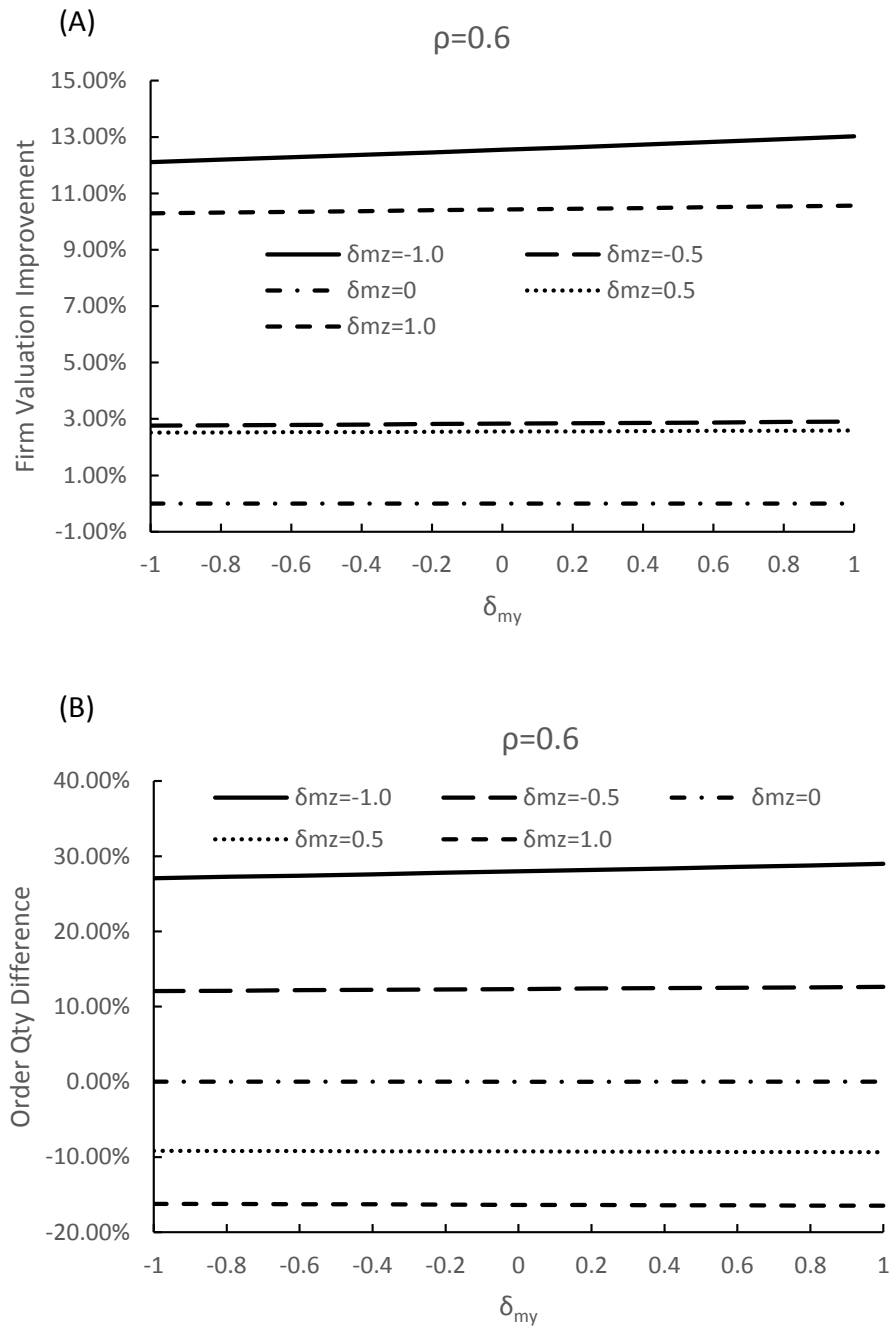 (A)
ρ=0.6
15.00%
13.00%
11.00%
9.00%
7.00%
5.00%
3.00%
1.00%
-1.00%
Firm Valuation Improvement
δmz=-1.0 δmz=-0.5
δmz=0 δmz=0.5
δmz=1.0
-1 -0.8 -0.6 -0.4 -0.2 0 0.2 0.4 0.6 0.8 1
δmy
(B)
ρ=0.6
40.00%
30.00%
20.00%
10.00%
0.00%
-10.00%
-20.00%
Order Qty Difference
δmz=-1.0 δmz=-0.5 δmz=0
δmz=0.5 δmz=1.0
-1 -0.8 -0.6 -0.4 -0.2 0 0.2 0.4 0.6 0.8 1
δmy